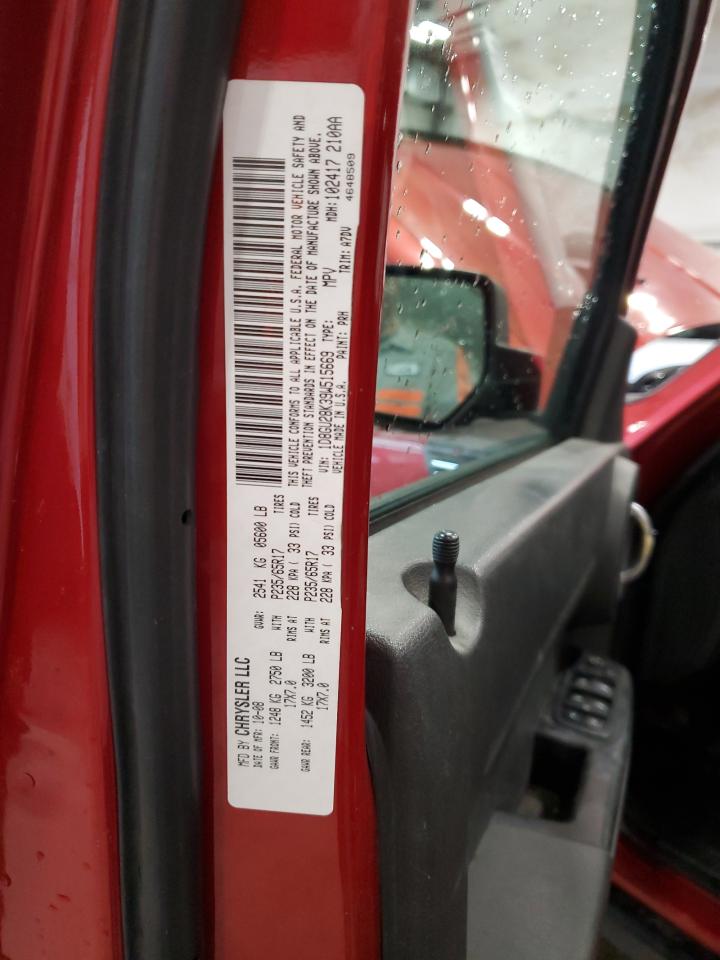 MFD BY CHRYSLER LLC
DATE OF MFR: 10-08 GVWR: 2541 KG 05600 LB
GAWR FRONT: 1248 KG 2750 LB WITH P235/65R17 TIRES
17X7.0 RIMS AT 228 KPA ( 33 PSI) COLD
GAWR REAR: 1452 KG 3200 LB WITH P235/65R17 TIRES
17X7.0 RIMS AT 228 KPA ( 33 PSI) COLD
THIS VEHICLE CONFORMS TO ALL APPLICABLE U.S.A. FEDERAL MOTOR VEHICLE SAFETY AND
THEFT PREVENTION STANDARDS IN EFFECT ON THE DATE OF MANUFACTURE SHOWN ABOVE.
VIN: 1D8GU28K39W515669 TYPE: MPV MDH: 102417 210AA
VEHICLE MADE IN U.S.A. PAINT: PRH TRIM: A7DV 4648509